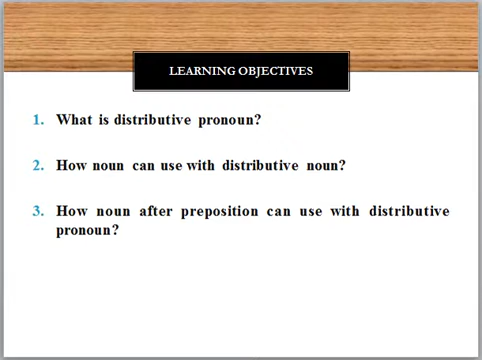 LEARNING OBJECTIVES
1. What is distributive pronoun?
2. How noun can use with distributive noun?
3. How noun after preposition can use with distributive
pronoun?